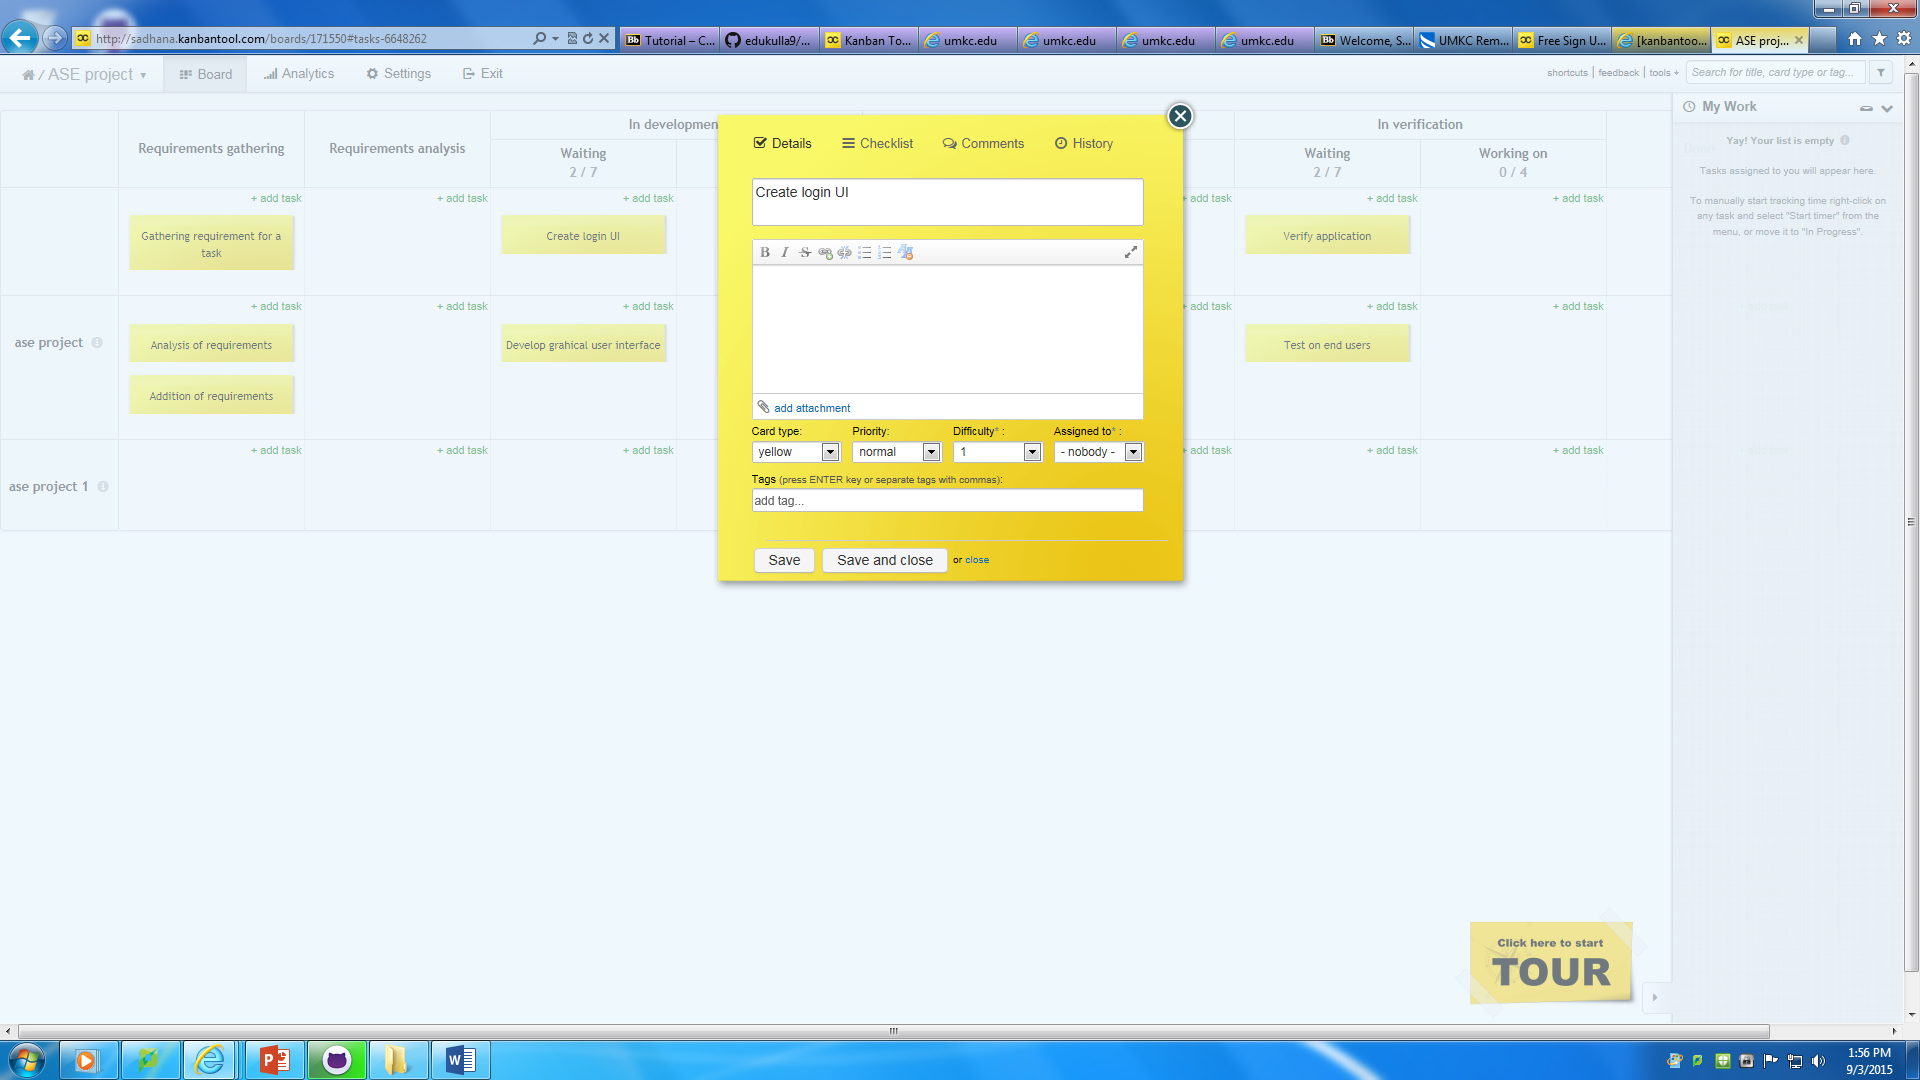 http://sadhana.kanbantool.com/boards/171550#tasks-6648262
Tutorial – C...
edukulla9/...
Kanban To...
umkc.edu
umkc.edu
umkc.edu
umkc.edu
Welcome, S...
UMKC Rem...
Free Sign U...
[kanbantoo...
ASE proj...
/ ASE project
Board
Analytics
Settings
Exit
shortcuts | feedback | tools +
Search for title, card type or tag...
Requirements gathering
Requirements analysis
In developmen
Waiting
2 / 7
In verification
Waiting
2 / 7
Working on
0 / 4
My Work
Yay! Your list is empty
Tasks assigned to you will appear here.
To manually start tracking time right-click on
any task and select "Start timer" from the
menu, or move it to "In Progress".
+ add task
+ add task
+ add task
add task
+ add task
+ add task
Gathering requirement for a
task
Create login UI
Verify application
+ add task
+ add task
+ add task
add task
+ add task
+ add task
ase project
Analysis of requirements
Develop grahical user interface
Test on end users
Addition of requirements
+ add task
+ add task
+ add task
add task
+ add task
+ add task
ase project 1
Details
Checklist
Comments
History
Create login UI
B I S
add attachment
Card type:
Priority:
Difficulty* :
Assigned to* :
yellow
normal
1
- nobody -
Tags (press ENTER key or separate tags with commas):
add tag...
Save
Save and close
or close
Click here to start
TOUR
1:56 PM
9/3/2015